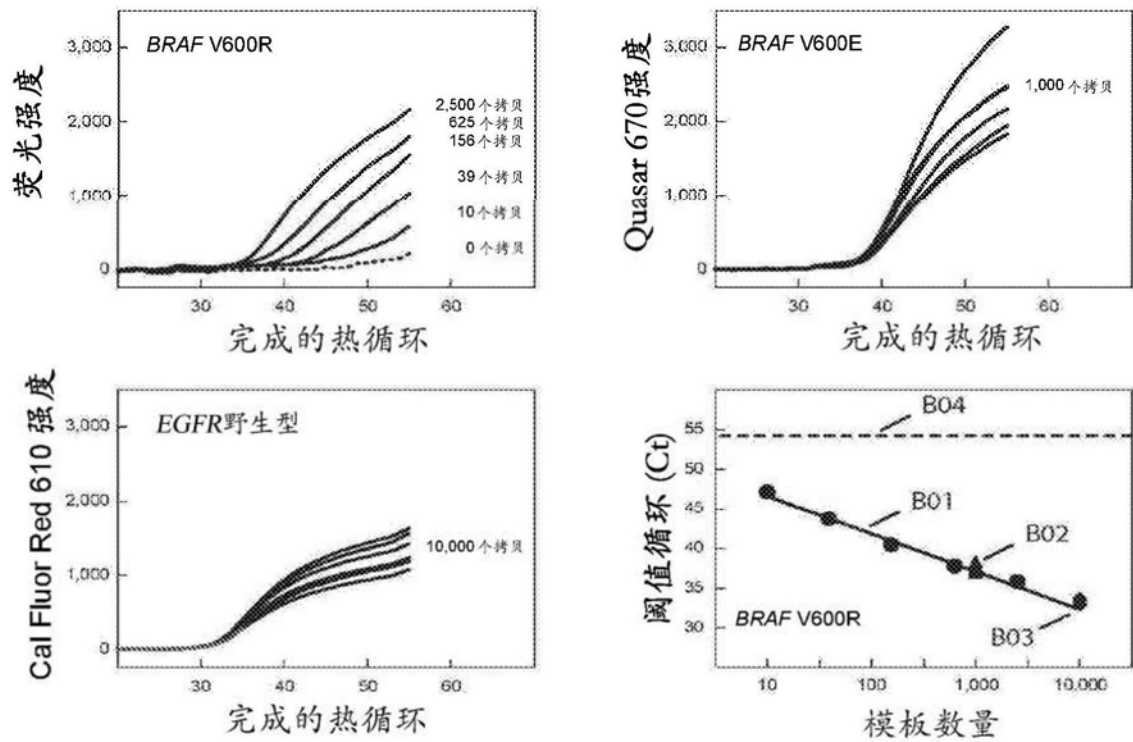 BRAF V600R
荧光强度
3,000
2,000
1,000
0
2,500 个拷贝
625 个拷贝
156 个拷贝
39 个拷贝
10 个拷贝
0 个拷贝
30 40 50 60
完成的热循环
BRAF V600E
Quasar 670强度
3,000
2,000
1,000
0
1,000 个拷贝
30 40 50 60
完成的热循环
EGFR野生型
Cal Fluor Red 610 强度
3,000
2,000
1,000
0
10,000 个拷贝
30 40 50 60
完成的热循环
B04
阈值循环 (Ct)
55
50
45
40
35
30
B01
B02
B03
BRAF V600R
10 100 1,000 10,000
模板数量